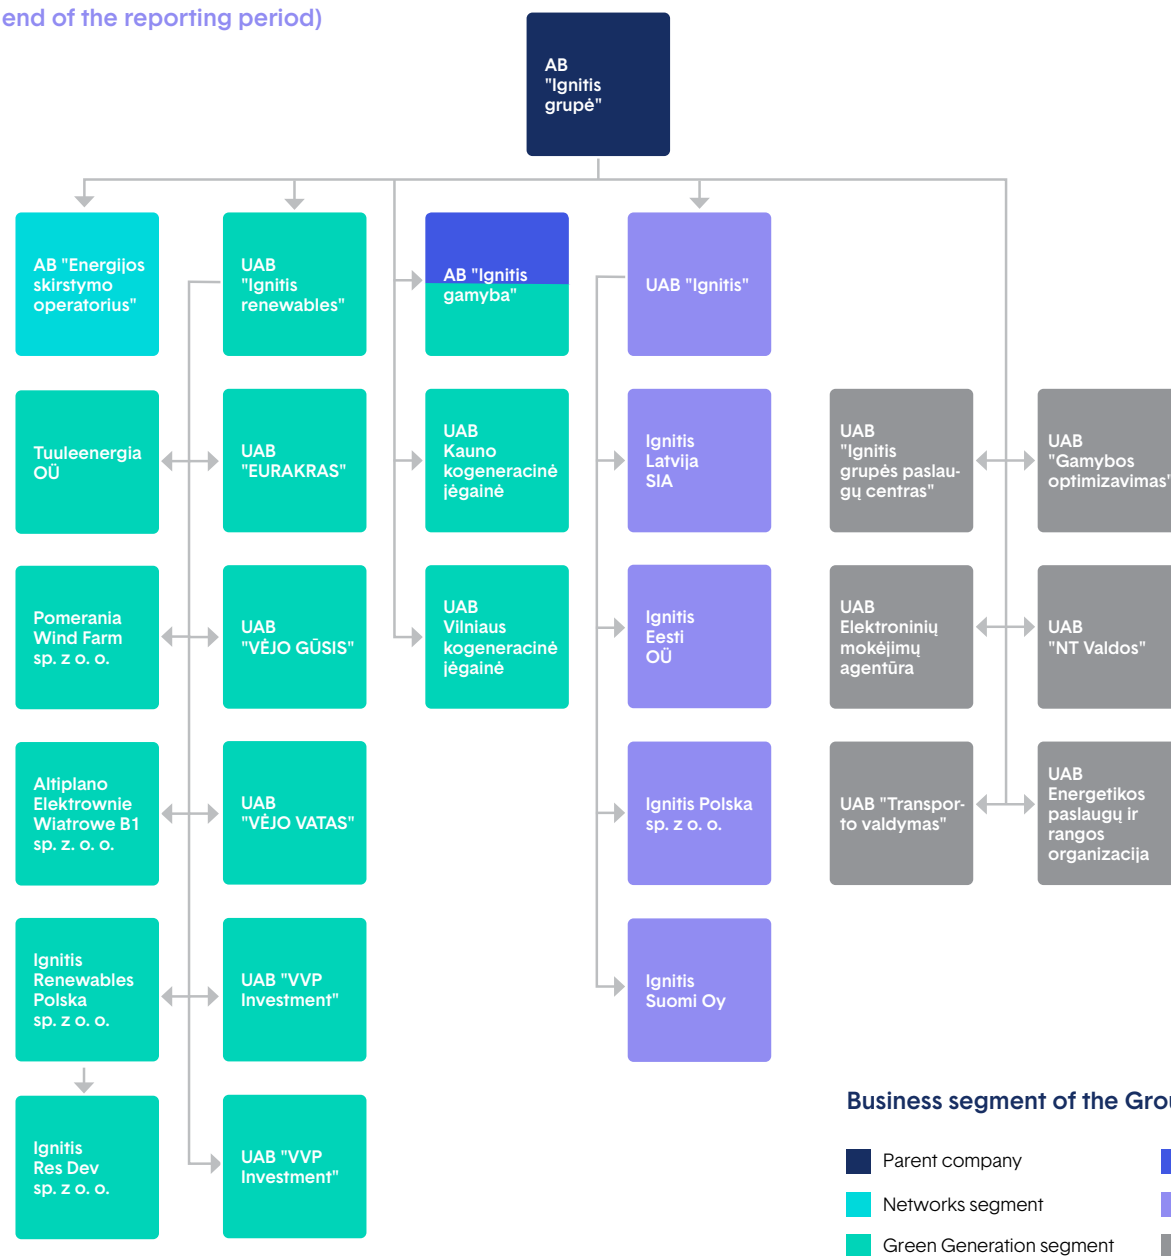 end of the reporting period)
AB
"Ignitis
grupė"
AB "Energijos
skirstymo
operatorius"
UAB
"Ignitis
renewables"
AB "Ignitis
gamyba"
UAB "Ignitis"
Tuuleenergia
OÜ
UAB
"EURAKRAS"
UAB
Kauno
kogeneracinė
jėgainė
Ignitis
Latvija
SIA
UAB
"Ignitis
grupės paslau-
gų centras"
UAB
"Gamybos
optimizavimas"
Pomerania
Wind Farm
sp. z o. o.
UAB
"VĖJO GŪSIS"
UAB
Vilniaus
kogeneracinė
jėgainė
Ignitis
Eesti
OÜ
UAB
Elektroninių
mokėjimų
agentūra
UAB
"NT Valdos"
Altiplano
Elektrownie
Wiatrowe B1
sp. z. o. o.
UAB
"VĖJO VATAS"
Ignitis Polska
sp. z o. o.
UAB "Transpor-
to valdymas"
UAB
Energetikos
paslaugų ir
rangos
organizacija
Ignitis
Renewables
Polska
sp. z o. o.
UAB "VVP
Investment"
Ignitis
Suomi Oy
Ignitis
Res Dev
sp. z o. o.
UAB "VVP
Investment"
Business segment of the Grou
Parent company
Networks segment
Green Generation segment